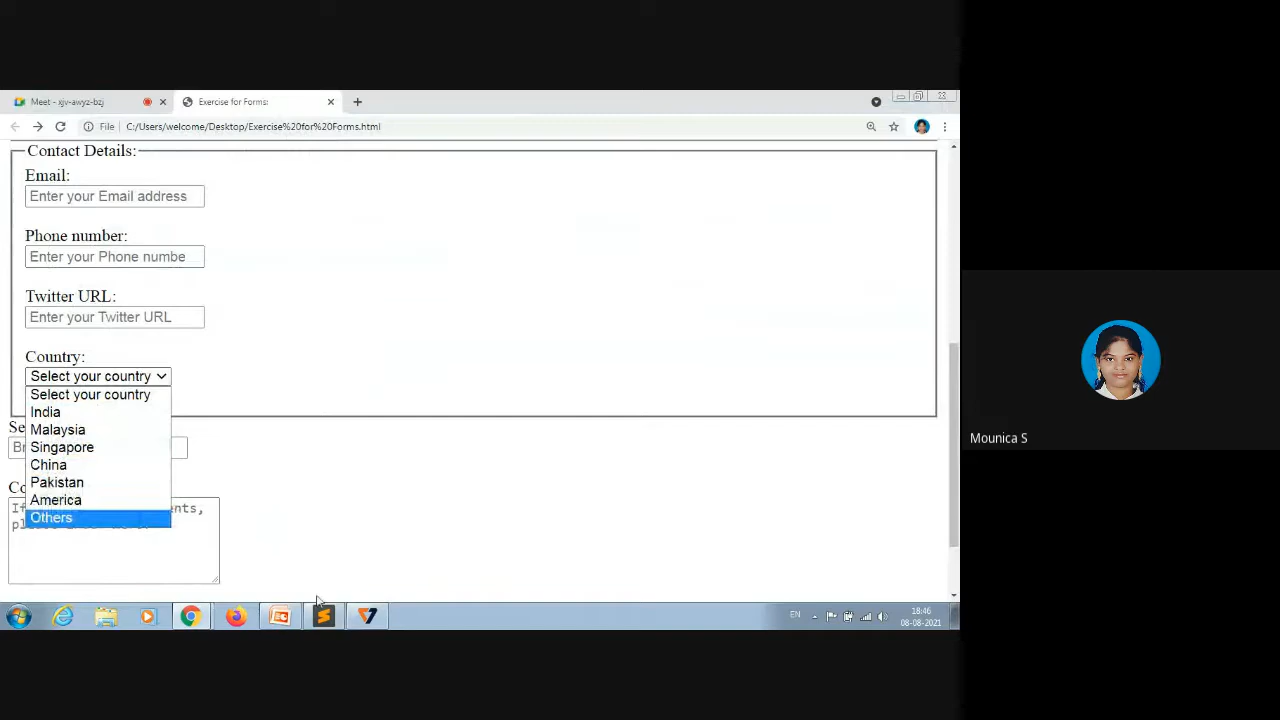 Meet - xjv-awyz-bzj
Exercise for Forms:
File
C:/Users/welcome/Desktop/Exercise%20for%20Forms.html
Contact Details:
Email:
Enter your Email address
Phone number:
Enter your Phone numbe
Twitter URL:
Enter your Twitter URL
Country:
Select your country
Select your country
India
Malaysia
Singapore
China
Pakistan
America
Others
Mounica S
EN
18:46
08-08-2021